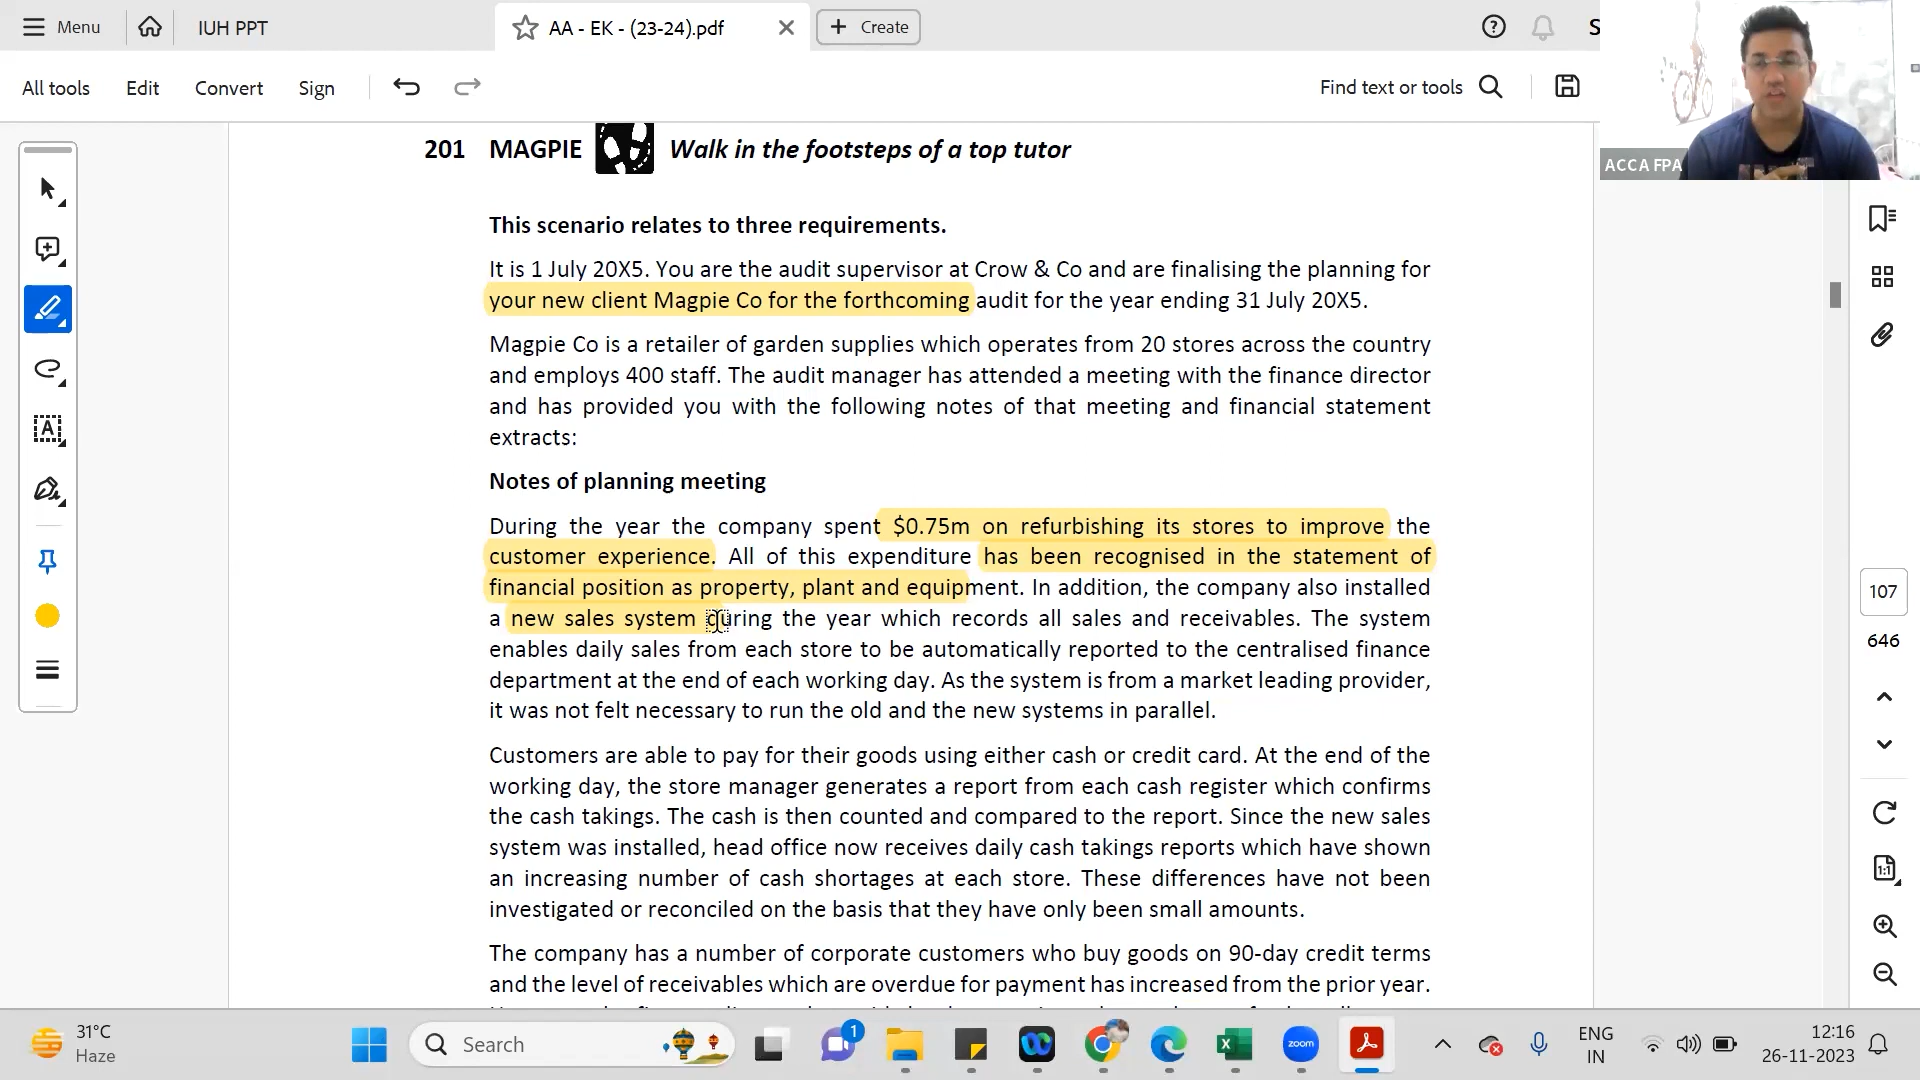 Menu
IUH PPT
AA - EK - (23-24).pdf
Create
All tools
Edit
Convert
Sign
Find text or tools
ACCA FPA
201 MAGPIE Walk in the footsteps of a top tutor
This scenario relates to three requirements.
It is 1 July 20X5. You are the audit supervisor at Crow & Co and are finalising the planning for
your new client Magpie Co for the forthcoming audit for the year ending 31 July 20X5.
Magpie Co is a retailer of garden supplies which operates from 20 stores across the country
and employs 400 staff. The audit manager has attended a meeting with the finance director
and has provided you with the following notes of that meeting and financial statement
extracts:
Notes of planning meeting
During the year the company spent $0.75m on refurbishing its stores to improve the
customer experience. All of this expenditure has been recognised in the statement of
financial position as property, plant and equipment. In addition, the company also installed
a new sales system during the year which records all sales and receivables. The system
enables daily sales from each store to be automatically reported to the centralised finance
department at the end of each working day. As the system is from a market leading provider,
it was not felt necessary to run the old and the new systems in parallel.
Customers are able to pay for their goods using either cash or credit card. At the end of the
working day, the store manager generates a report from each cash register which confirms
the cash takings. The cash is then counted and compared to the report. Since the new sales
system was installed, head office now receives daily cash takings reports which have shown
an increasing number of cash shortages at each store. These differences have not been
investigated or reconciled on the basis that they have only been small amounts.
The company has a number of corporate customers who buy goods on 90-day credit terms
and the level of receivables which are overdue for payment has increased from the prior year.
107
646
31°C
Haze
Search
1
zoom
ENG
IN
12:16
26-11-2023